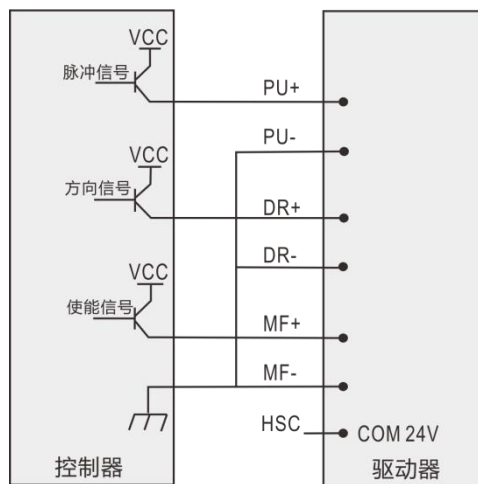 VCC
脉冲信号
PU+
PU-
VCC
方向信号
DR+
DR-
VCC
使能信号
MF+
MF-
HSC
COM 24V
控制器
驱动器